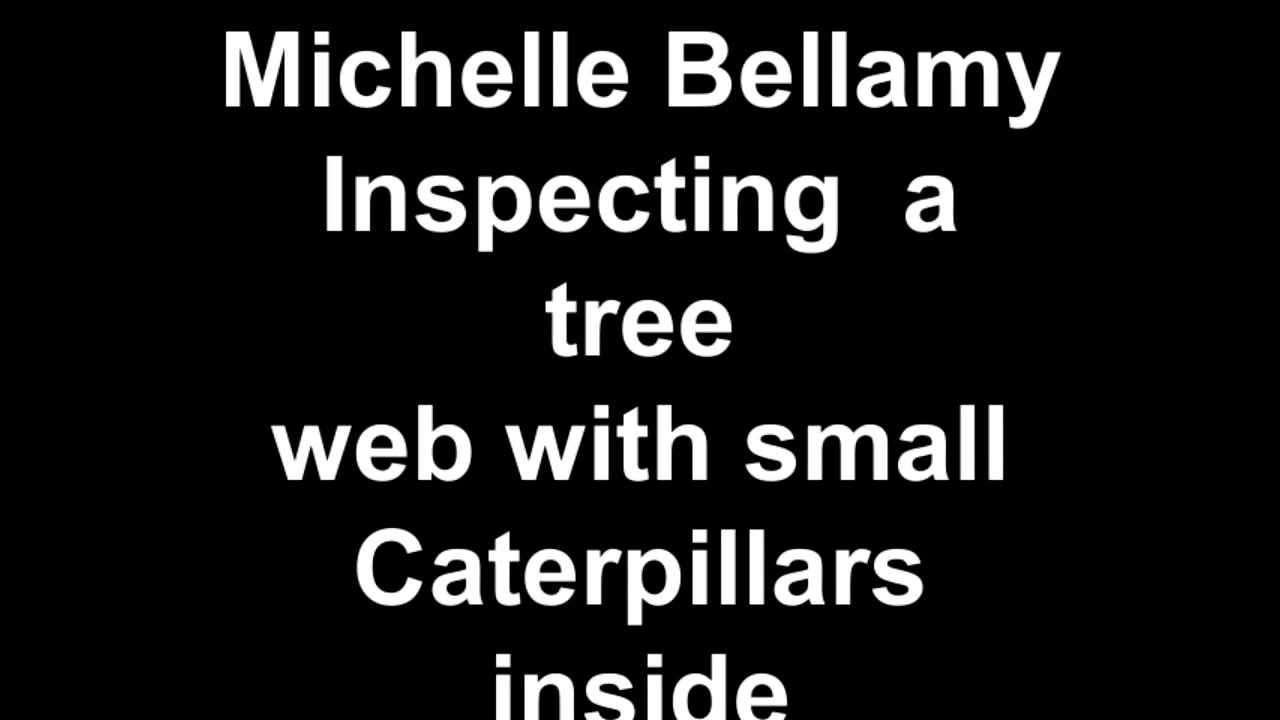 Michelle Bellamy
Inspecting  a
tree
web with small
Caterpillars
inside